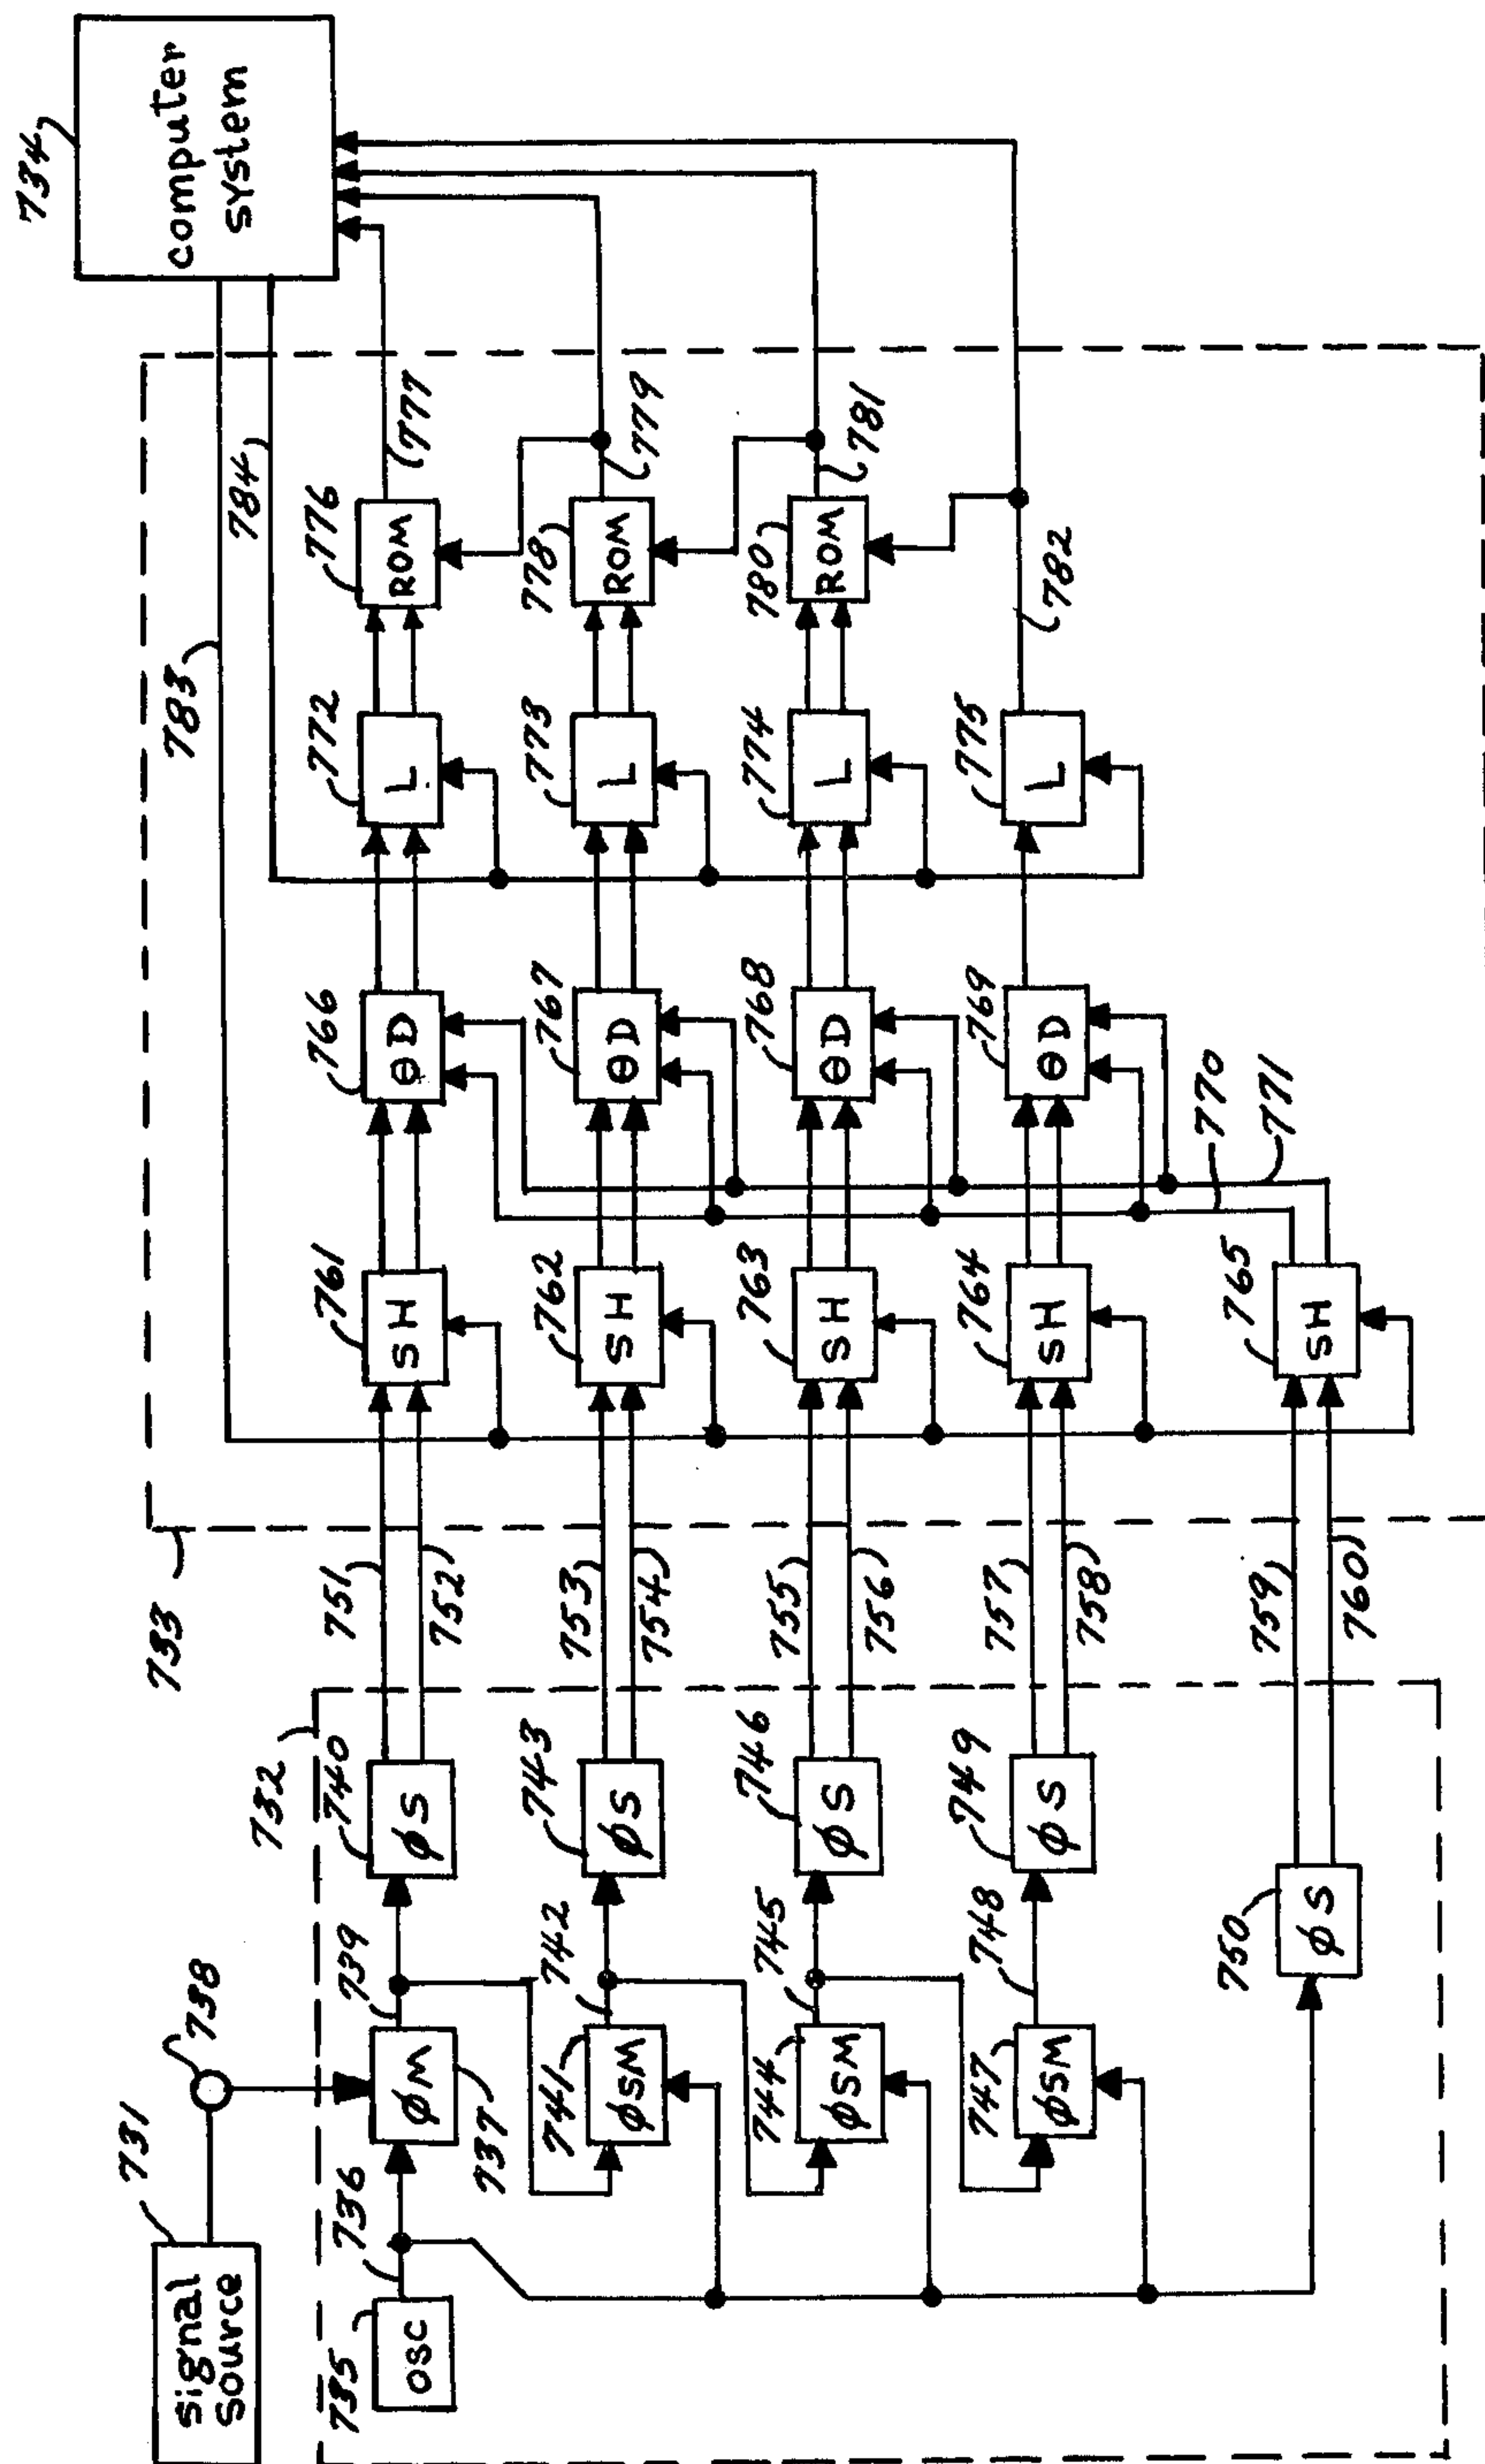 signal
source
731
738
732
733
783
784
734
computer
system
735
OSC
736
737
ϕM
739
740
ϕS
751
752
761
SH
766
θD
772
L
776
ROM
777
741
ϕSM
742
743
ϕS
753
754
762
SH
767
θD
773
L
778
ROM
779
744
ϕSM
745
746
ϕS
755
756
763
SH
768
θD
774
L
780
ROM
781
747
ϕSM
748
749
ϕS
757
758
764
SH
769
θD
775
L
782
750
ϕS
759
760
765
SH
770
771